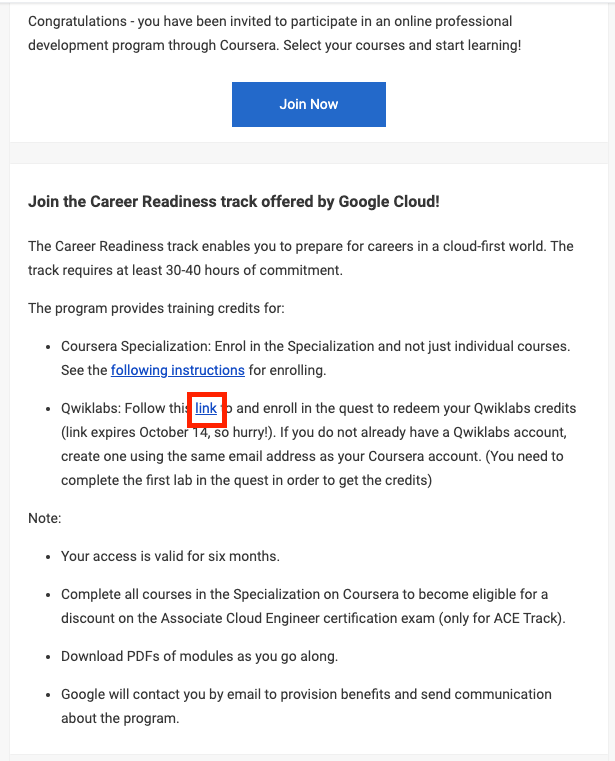 Congratulations - you have been invited to participate in an online professional
development program through Coursera. Select your courses and start learning!
Join Now
Join the Career Readiness track offered by Google Cloud!
The Career Readiness track enables you to prepare for careers in a cloud-first world. The
track requires at least 30-40 hours of commitment.
The program provides training credits for:
• Coursera Specialization: Enrol in the Specialization and not just individual courses.
See the following instructions for enrolling.
• Qwiklabs: Follow this link to and enroll in the quest to redeem your Qwiklabs credits
(link expires October 14, so hurry!). If you do not already have a Qwiklabs account,
create one using the same email address as your Coursera account. (You need to
complete the first lab in the quest in order to get the credits)
Note:
• Your access is valid for six months.
• Complete all courses in the Specialization on Coursera to become eligible for a
discount on the Associate Cloud Engineer certification exam (only for ACE Track).
• Download PDFs of modules as you go along.
• Google will contact you by email to provision benefits and send communication
about the program.